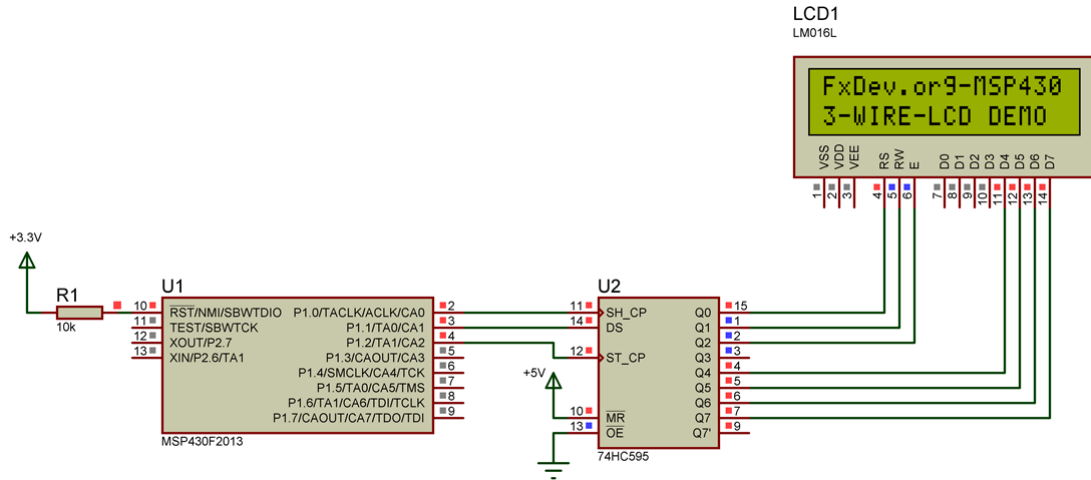 LCD1
LM016L
FxDev.or9-MSP430
3-WIRE-LCD DEMO
VSS VDD VEE RS RW E D0 D1 D2 D3 D4 D5 D6 D7
1 2 3 4 5 6 7 8 9 10 11 12 13 14
+3.3V
R1
10k
U1
10 RST/NMI/SBWTDIO P1.0/TACLK/ACLK/CA0 2
11 TEST/SBWTCK P1.1/TA0/CA1 3
12 XOUT/P2.7 P1.2/TA1/CA2 4
13 XIN/P2.6/TA1 P1.3/CAOUT/CA3 5
P1.4/SMCLK/CA4/TCK 6
P1.5/TA0/CA5/TMS 7
P1.6/TA1/CA6/TDI/TCLK 8
P1.7/CAOUT/CA7/TDO/TDI 9
MSP430F2013
U2
11 SH_CP Q0 15
14 DS Q1 1
Q2 2
12 ST_CP Q3 3
Q4 4
+5V
Q5 5
Q6 6
10 MR Q7 7
13 OE Q7' 9
74HC595